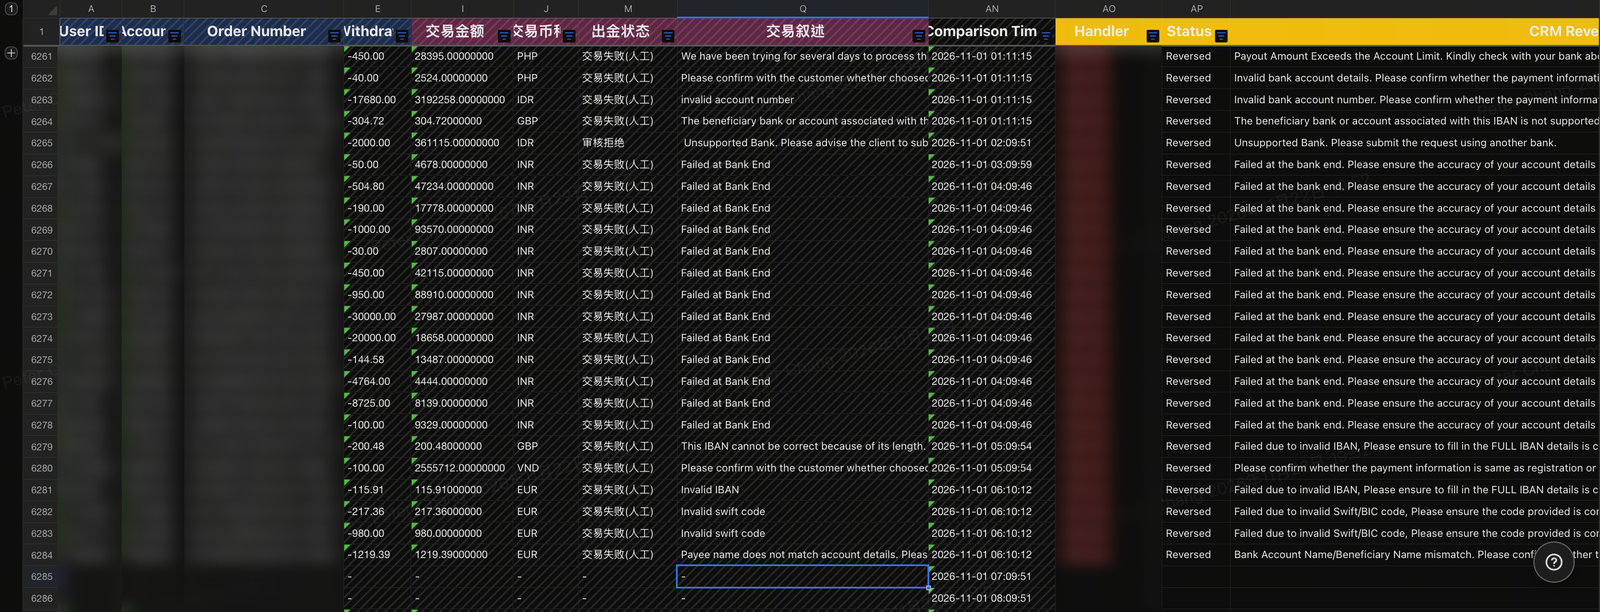 1 A B C E I J M Q AN AO AP
1 User ID Accour Order Number Withdra 交易金额 交易币种 出金状态 交易叙述 Comparison Tim Handler Status CRM Reve
6261 -450.00 28395.00000000 PHP 交易失败(人工) We have been trying for several days to process th 2026-11-01 01:11:15 Reversed Payout Amount Exceeds the Account Limit. Kindly check with your bank abo
6262 -40.00 2524.00000000 PHP 交易失败(人工) Please confirm with the customer whether choosed 2026-11-01 01:11:15 Reversed Invalid bank account details. Please confirm whether the payment informati
6263 -17680.00 3192258.00000000 IDR 交易失败(人工) invalid account number 2026-11-01 01:11:15 Reversed Invalid bank account number. Please confirm whether the payment informa
6264 -304.72 304.72000000 GBP 交易失败(人工) The beneficiary bank or account associated with th 2026-11-01 01:11:15 Reversed The beneficiary bank or account associated with this IBAN is not supported
6265 -2000.00 361115.00000000 IDR 审核拒绝 Unsupported Bank. Please advise the client to sub 2026-11-01 02:09:51 Reversed Unsupported Bank. Please submit the request using another bank.
6266 -50.00 4678.00000000 INR 交易失败(人工) Failed at Bank End 2026-11-01 03:09:59 Reversed Failed at the bank end. Please ensure the accuracy of your account details
6267 -504.80 47234.00000000 INR 交易失败(人工) Failed at Bank End 2026-11-01 04:09:46 Reversed Failed at the bank end. Please ensure the accuracy of your account details
6268 -190.00 17778.00000000 INR 交易失败(人工) Failed at Bank End 2026-11-01 04:09:46 Reversed Failed at the bank end. Please ensure the accuracy of your account details
6269 -1000.00 93570.00000000 INR 交易失败(人工) Failed at Bank End 2026-11-01 04:09:46 Reversed Failed at the bank end. Please ensure the accuracy of your account details
6270 -30.00 2807.00000000 INR 交易失败(人工) Failed at Bank End 2026-11-01 04:09:46 Reversed Failed at the bank end. Please ensure the accuracy of your account details
6271 -450.00 42115.00000000 INR 交易失败(人工) Failed at Bank End 2026-11-01 04:09:46 Reversed Failed at the bank end. Please ensure the accuracy of your account details
6272 -950.00 88910.00000000 INR 交易失败(人工) Failed at Bank End 2026-11-01 04:09:46 Reversed Failed at the bank end. Please ensure the accuracy of your account details
6273 -30000.00 27987.00000000 INR 交易失败(人工) Failed at Bank End 2026-11-01 04:09:46 Reversed Failed at the bank end. Please ensure the accuracy of your account details
6274 -20000.00 18658.00000000 INR 交易失败(人工) Failed at Bank End 2026-11-01 04:09:46 Reversed Failed at the bank end. Please ensure the accuracy of your account details
6275 -144.58 13487.00000000 INR 交易失败(人工) Failed at Bank End 2026-11-01 04:09:46 Reversed Failed at the bank end. Please ensure the accuracy of your account details
6276 -4764.00 4444.00000000 INR 交易失败(人工) Failed at Bank End 2026-11-01 04:09:46 Reversed Failed at the bank end. Please ensure the accuracy of your account details
6277 -8725.00 8139.00000000 INR 交易失败(人工) Failed at Bank End 2026-11-01 04:09:46 Reversed Failed at the bank end. Please ensure the accuracy of your account details
6278 -100.00 9329.00000000 INR 交易失败(人工) Failed at Bank End 2026-11-01 04:09:46 Reversed Failed at the bank end. Please ensure the accuracy of your account details
6279 -200.48 200.48000000 GBP 交易失败(人工) This IBAN cannot be correct because of its length. 2026-11-01 05:09:54 Reversed Failed due to invalid IBAN, Please ensure to fill in the FULL IBAN details is c
6280 -100.00 2555712.00000000 VND 交易失败(人工) Please confirm with the customer whether choosed 2026-11-01 05:09:54 Reversed Please confirm whether the payment information is same as registration or
6281 -115.91 115.91000000 EUR 交易失败(人工) Invalid IBAN 2026-11-01 06:10:12 Reversed Failed due to invalid IBAN, Please ensure to fill in the FULL IBAN details is c
6282 -217.36 217.36000000 EUR 交易失败(人工) Invalid swift code 2026-11-01 06:10:12 Reversed Failed due to invalid Swift/BIC code, Please ensure the code provided is cor
6283 -980.00 980.00000000 EUR 交易失败(人工) Invalid swift code 2026-11-01 06:10:12 Reversed Failed due to invalid Swift/BIC code, Please ensure the code provided is cor
6284 -1219.39 1219.39000000 EUR 交易失败(人工) Payee name does not match account details. Pleas 2026-11-01 06:10:12 Reversed Bank Account Name/Beneficiary Name mismatch. Please conf ther t
6285 - - - - - 2026-11-01 07:09:51
6286 - - - - - 2026-11-01 08:09:51